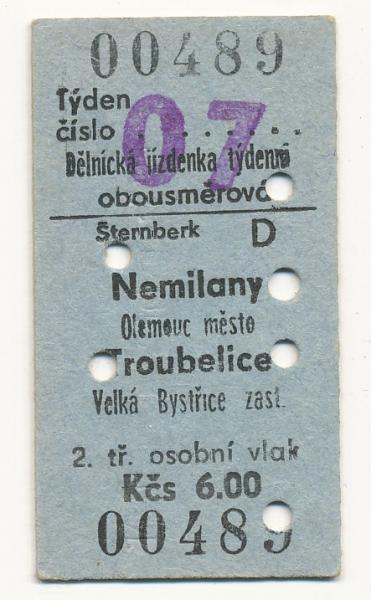 00489
Týden
číslo . . . . . . .
07
Dělnická jízdenka týdenní
obousměrová
Šternberk D
Nemilany
Olomouc město
Troubelice
Velká Bystřice zast.
2. tř. osobní vlak
Kčs 6.00
00489